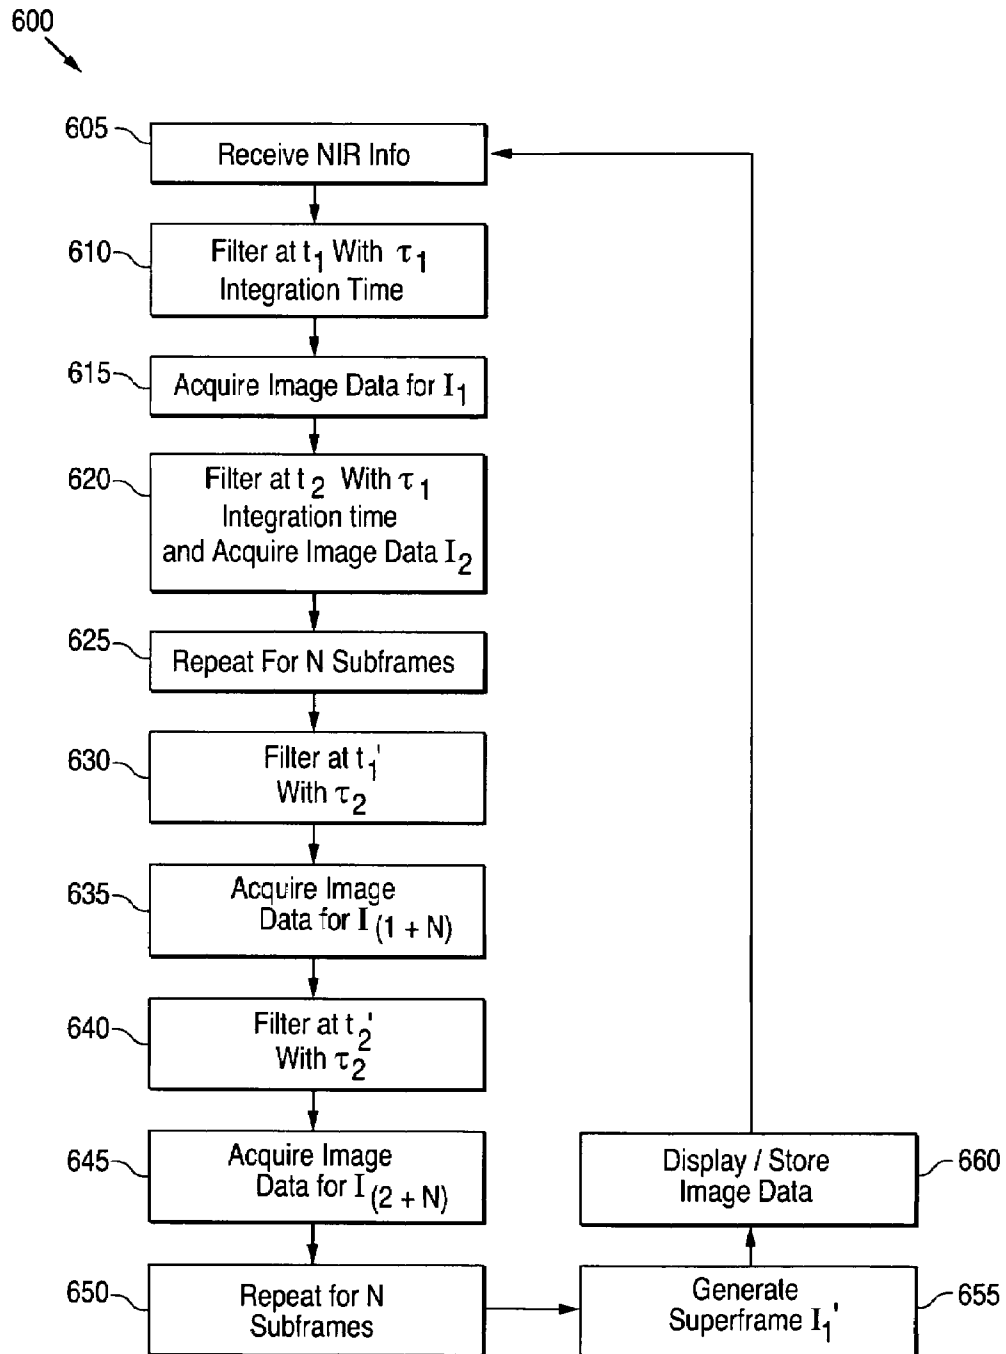 600
605
Receive NIR Info
610
Filter at t₁ With τ₁
Integration Time
615
Acquire Image Data for I₁
620
Filter at t₂ With τ₁
Integration time
and Acquire Image Data I₂
625
Repeat For N Subframes
630
Filter at t₁'
With τ₂
635
Acquire Image
Data for I₍₁ ₊ N₎
640
Filter at t₂'
With τ₂
645
Acquire Image
Data for I₍₂ ₊ N₎
650
Repeat for N
Subframes
Display / Store
Image Data
660
Generate
Superframe I₁'
655